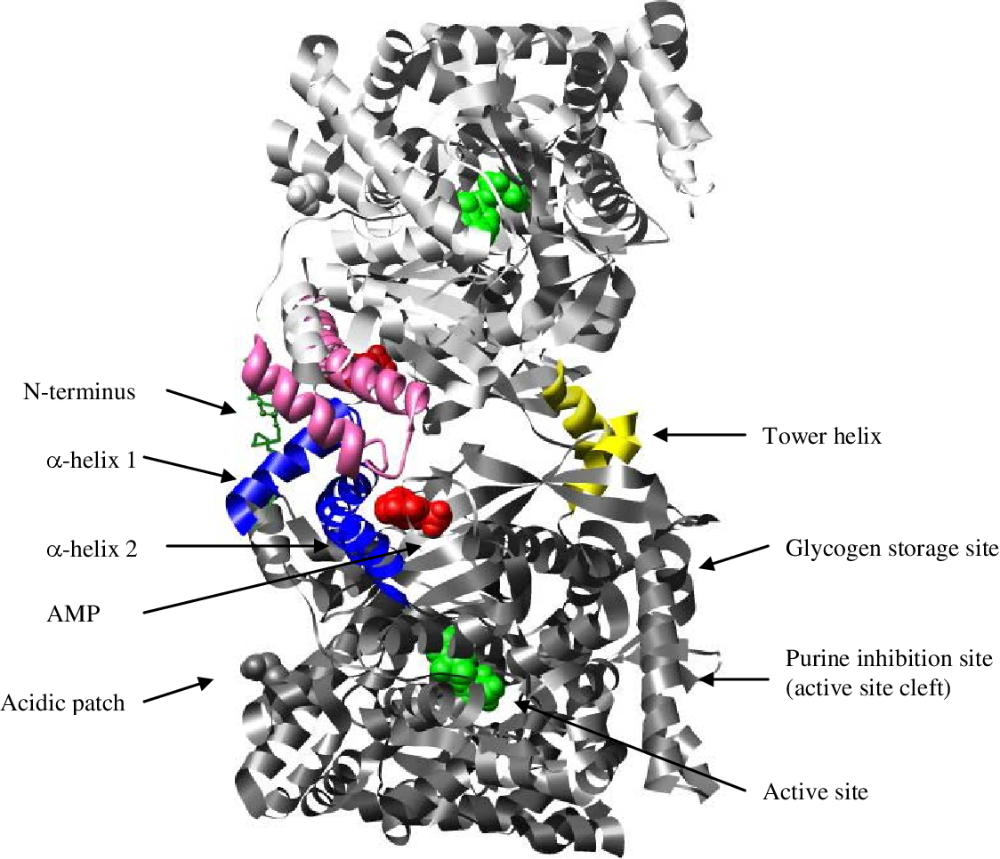 N-terminus
α-helix 1
α-helix 2
AMP
Acidic patch
Tower helix
Glycogen storage site
Purine inhibition site
(active site cleft)
Active site